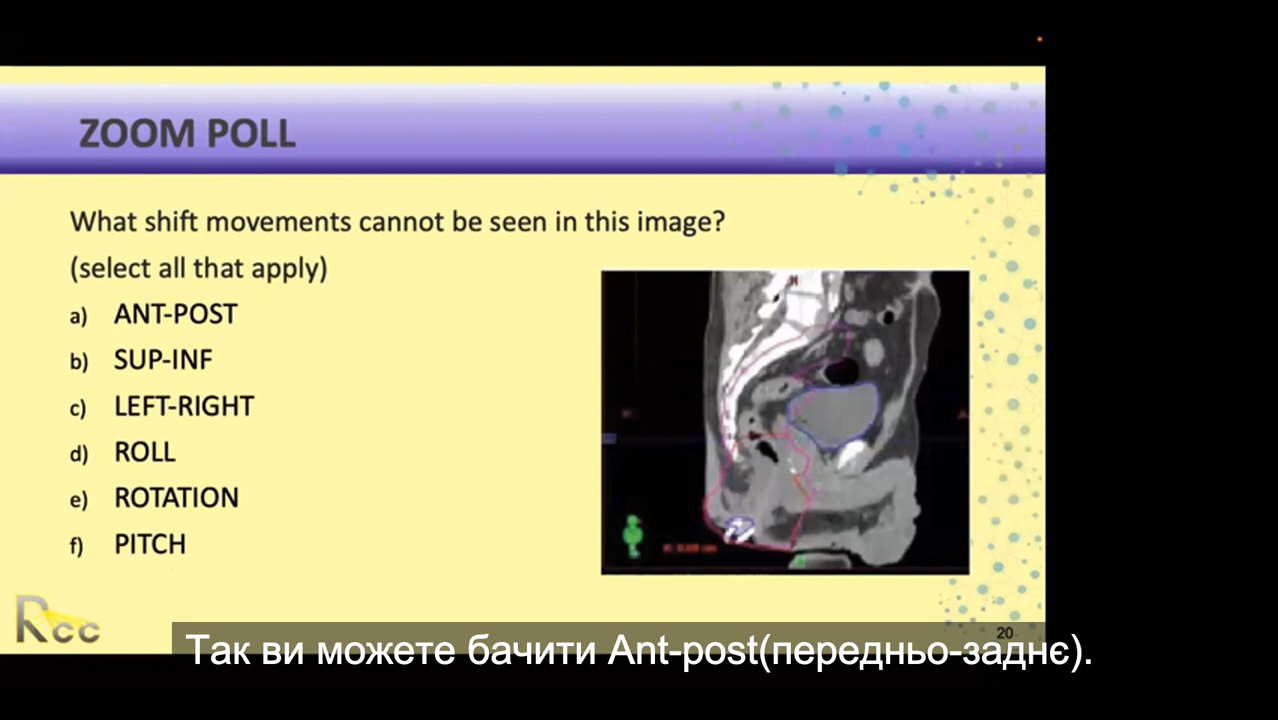 ZOOM POLL
What shift movements cannot be seen in this image?
(select all that apply)
a) ANT-POST
b) SUP-INF
c) LEFT-RIGHT
d) ROLL
e) ROTATION
f) PITCH
H
Rcc
20
Так ви можете бачити Ant-post(передньо-заднє).